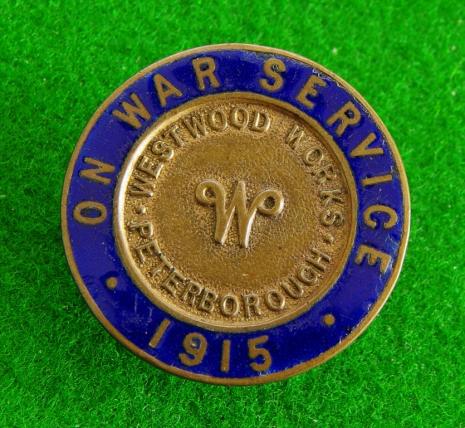 ON WAR SERVICE
· 1915 ·
WESTWOOD WORKS
· PETERBOROUGH ·
W